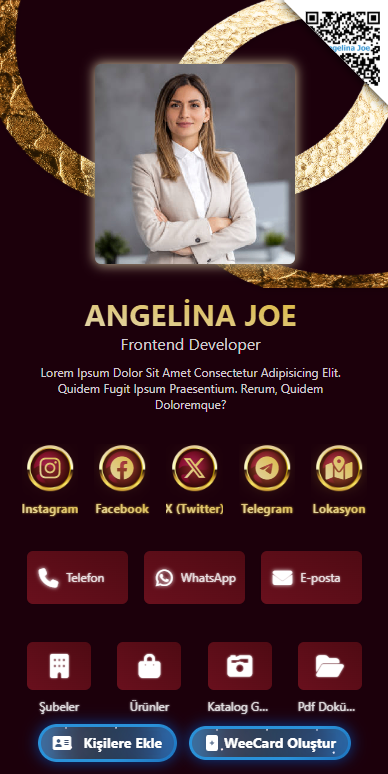 Angelina Joe
ANGELİNA JOE
Frontend Developer
Lorem Ipsum Dolor Sit Amet Consectetur Adipisicing Elit.
Quidem Fugit Ipsum Praesentium. Rerum, Quidem
Doloremque?
Instagram Facebook X (Twitter) Telegram Lokasyon
Telefon WhatsApp E-posta
Şubeler Ürünler Katalog G... Pdf Dokü...
Kişilere Ekle WeeCard Oluştur